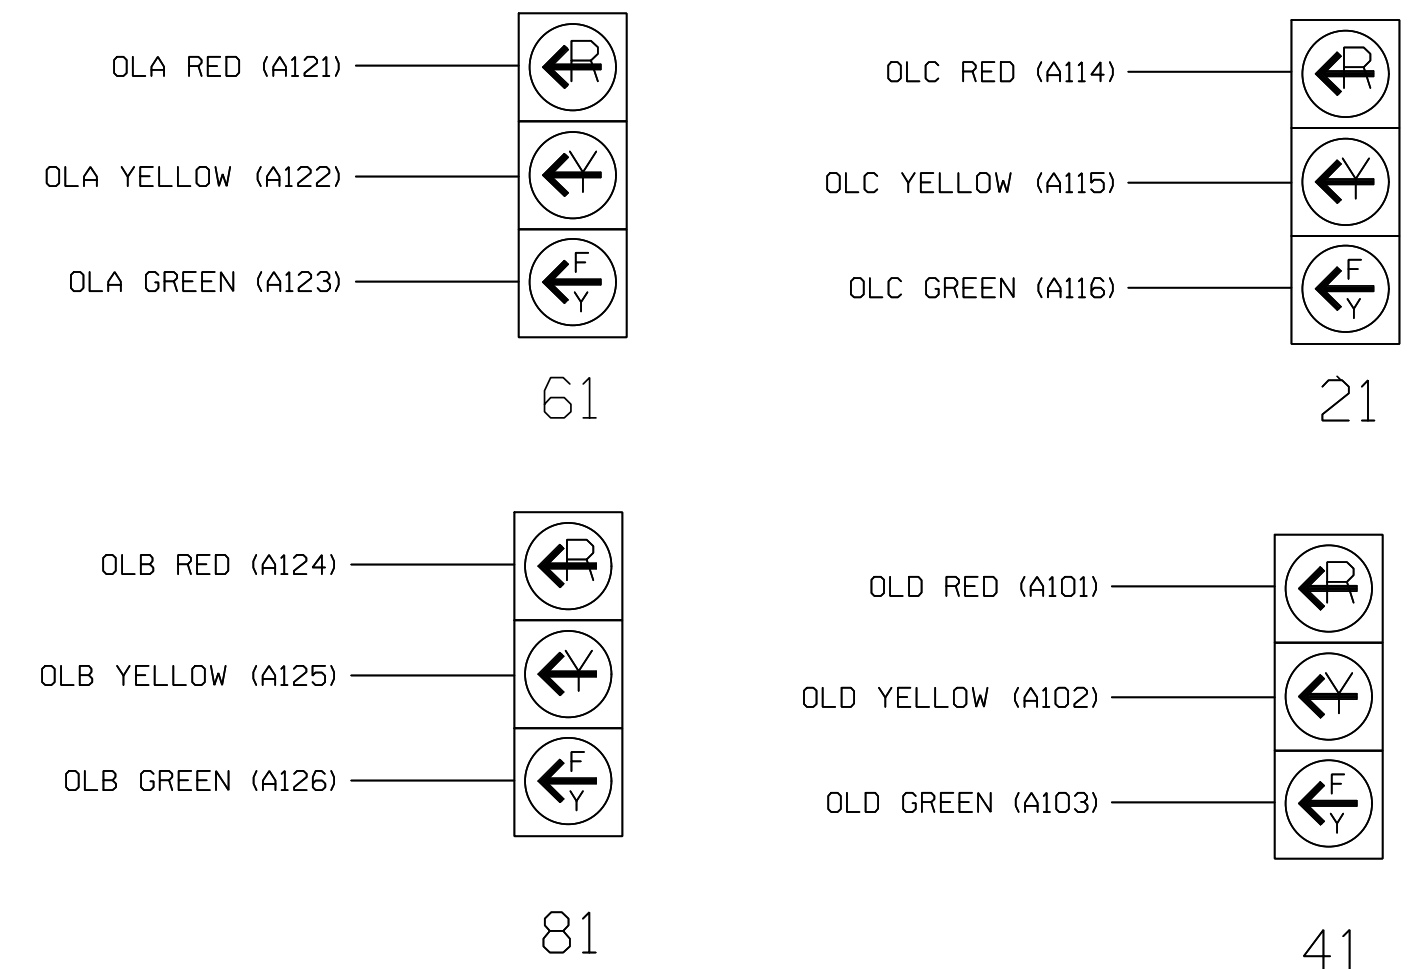 OLA RED (A121)
R
OLA YELLOW (A122)
Y
OLA GREEN (A123)
F
Y
61
OLC RED (A114)
R
OLC YELLOW (A115)
Y
OLC GREEN (A116)
F
Y
21
OLB RED (A124)
R
OLB YELLOW (A125)
Y
OLB GREEN (A126)
F
Y
81
OLD RED (A101)
R
OLD YELLOW (A102)
Y
OLD GREEN (A103)
F
Y
41